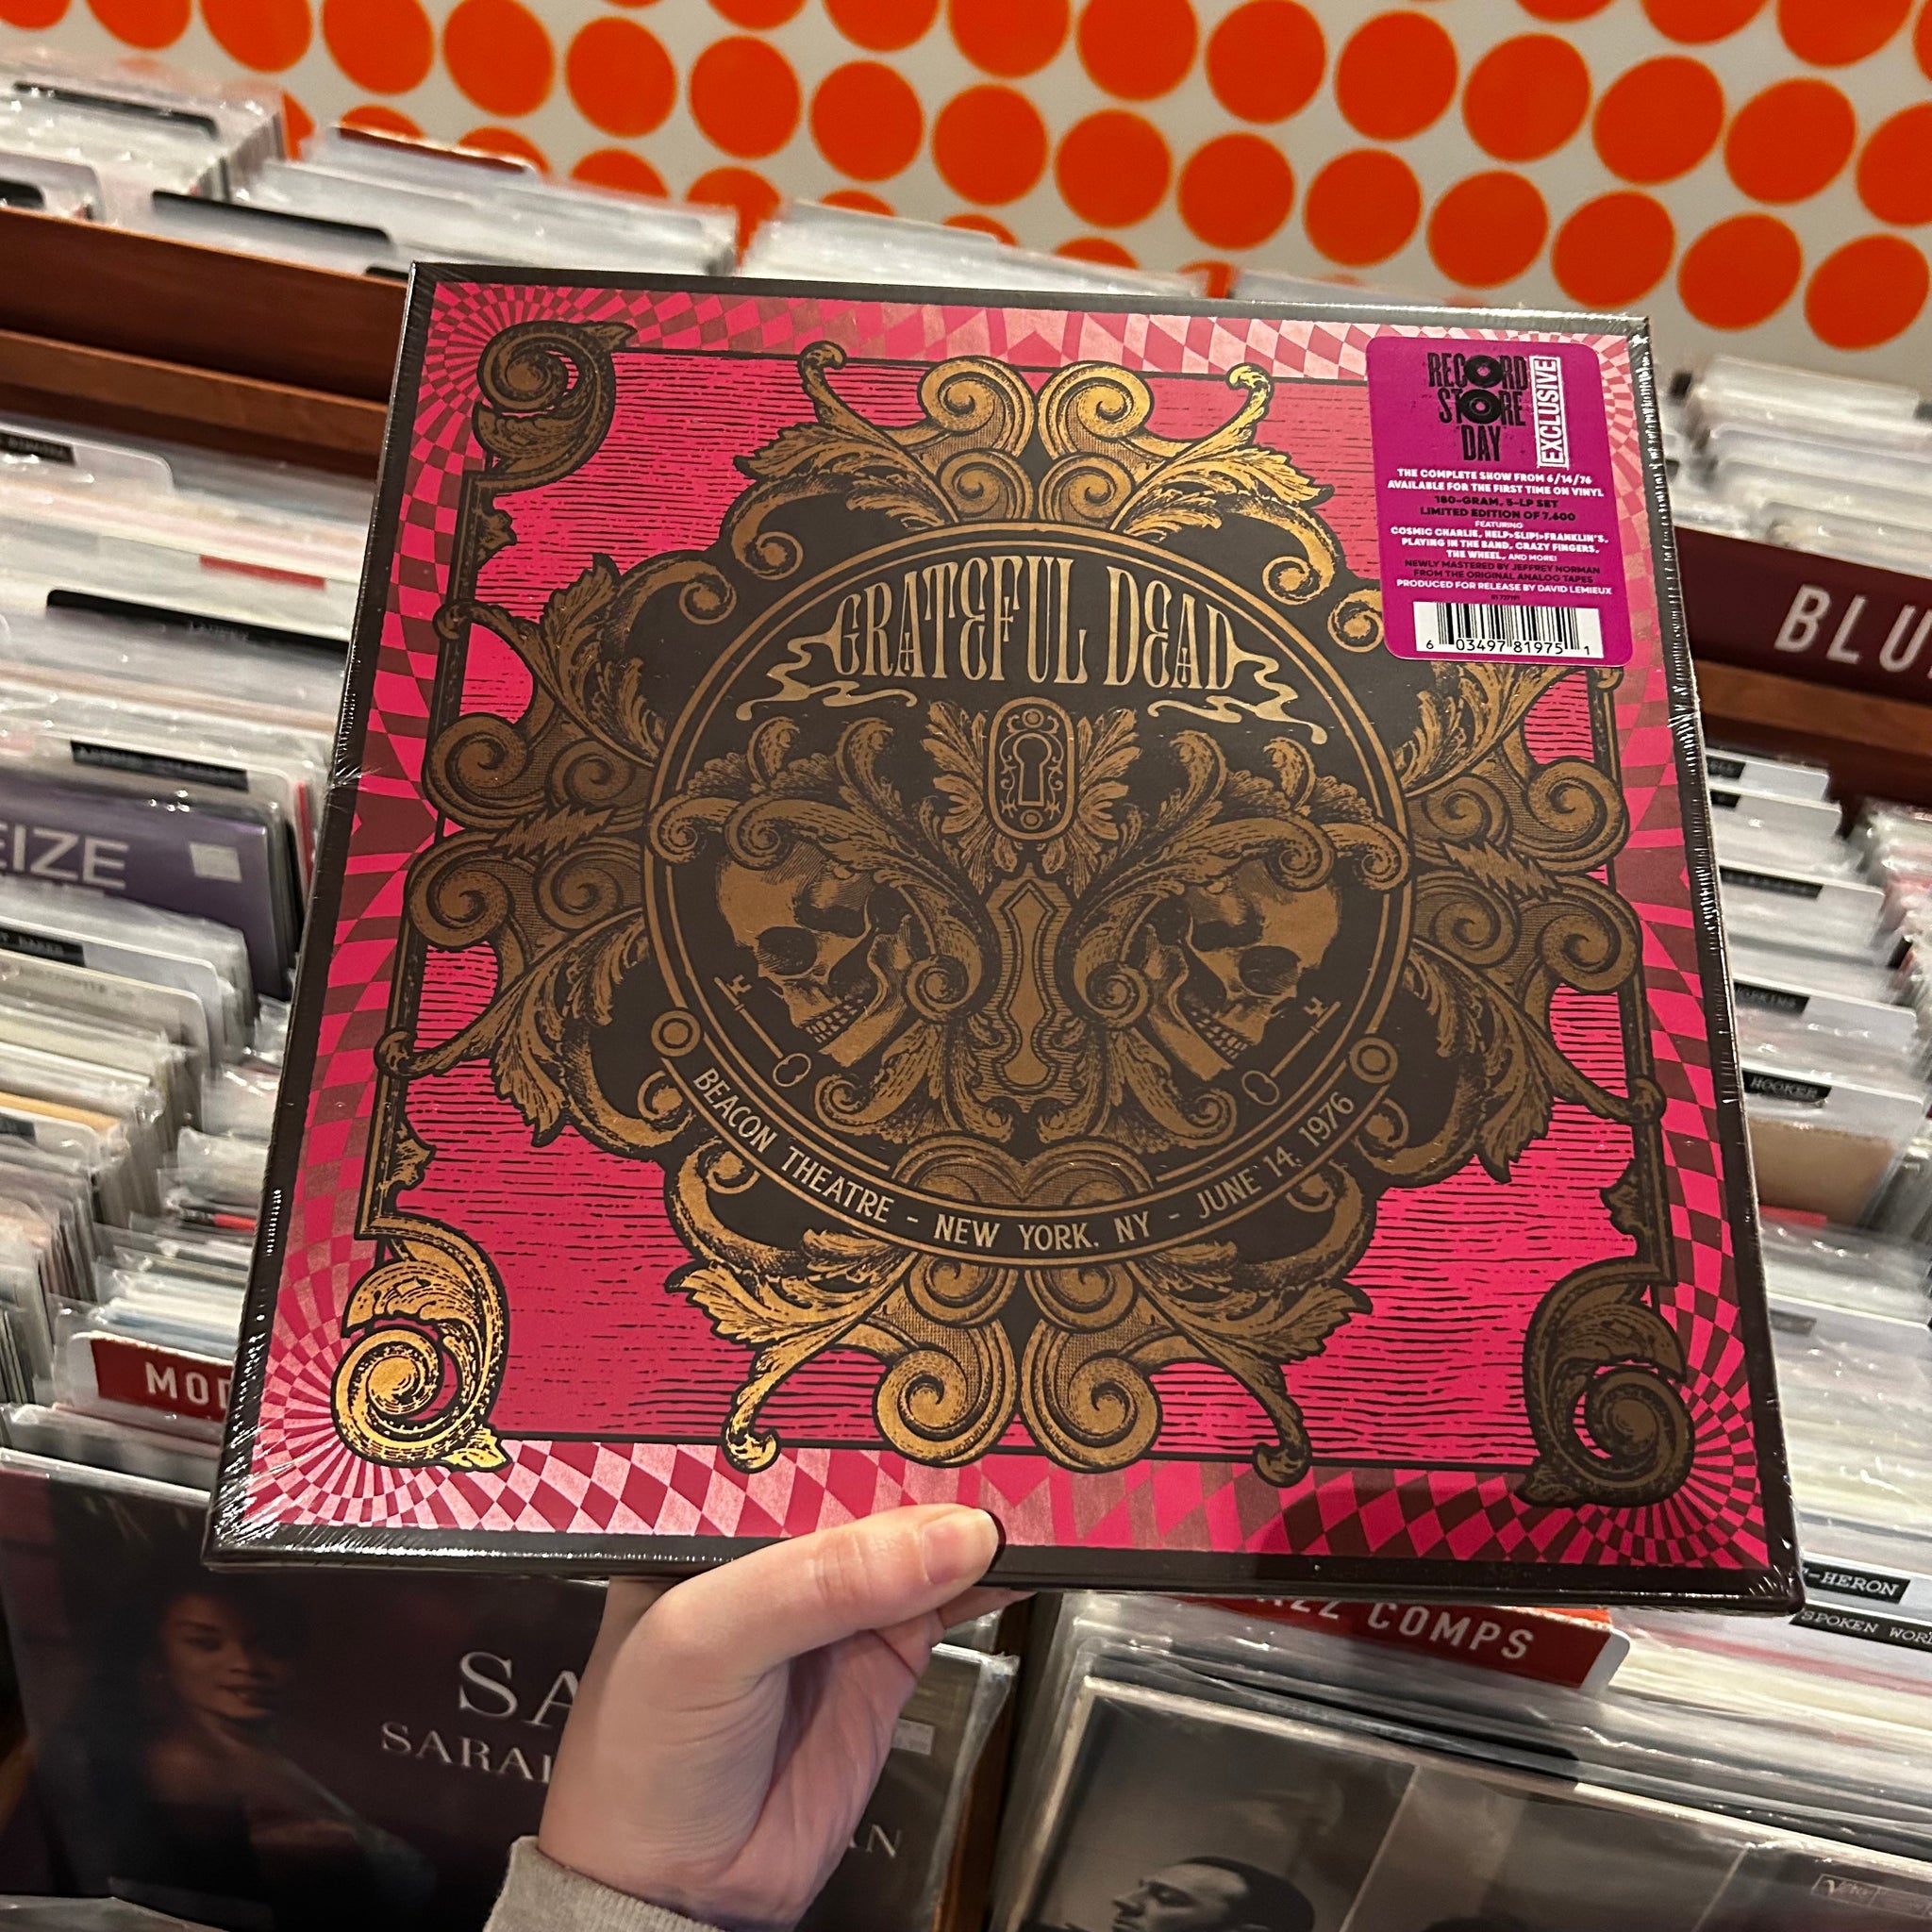 GRATEFUL DEAD
BEACON THEATRE - NEW YORK, NY - JUNE 14, 1976
RECORD
STORE
DAY
EXCLUSIVE
THE COMPLETE SHOW FROM 6/14/76
AVAILABLE FOR THE FIRST TIME ON VINYL
180-GRAM, 5-LP SET
LIMITED EDITION OF 7,600
FEATURING
COSMIC CHARLIE, HELP>SLIP!>FRANKLIN'S,
PLAYING IN THE BAND, CRAZY FINGERS,
THE WHEEL, AND MORE!
NEWLY MASTERED BY JEFFREY NORMAN
FROM THE ORIGINAL ANALOG TAPES
PRODUCED FOR RELEASE BY DAVID LEMIEUX
6 03497 81975 1
BLU
EIZE
HOOKER
MOD
-HERON
SPOKEN WOR
ZZ COMPS
SA
SARA
AN